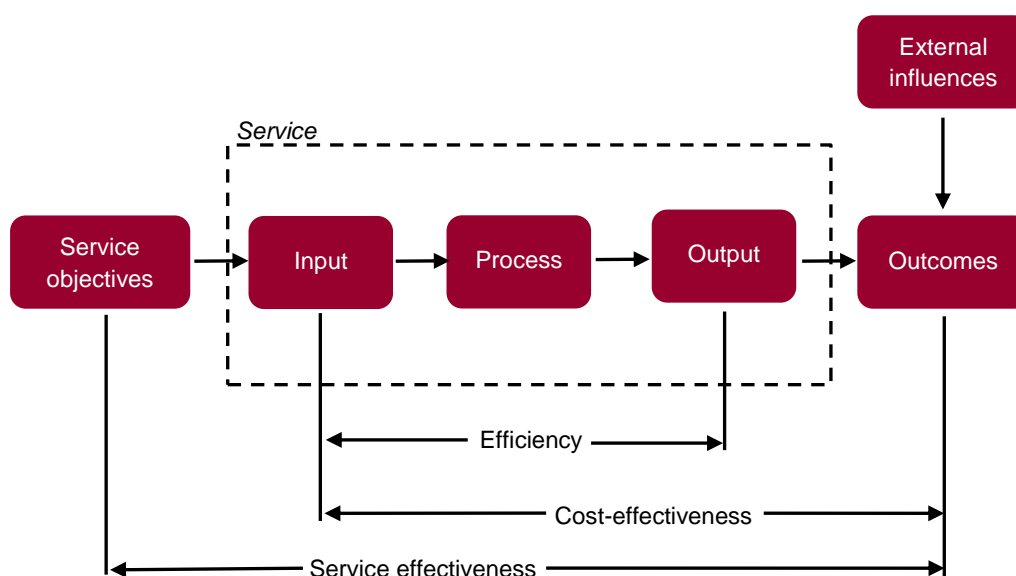 External
influences
Service
Service
objectives
Input
Process
Output
Outcomes
Efficiency
Cost-effectiveness
Service effectiveness